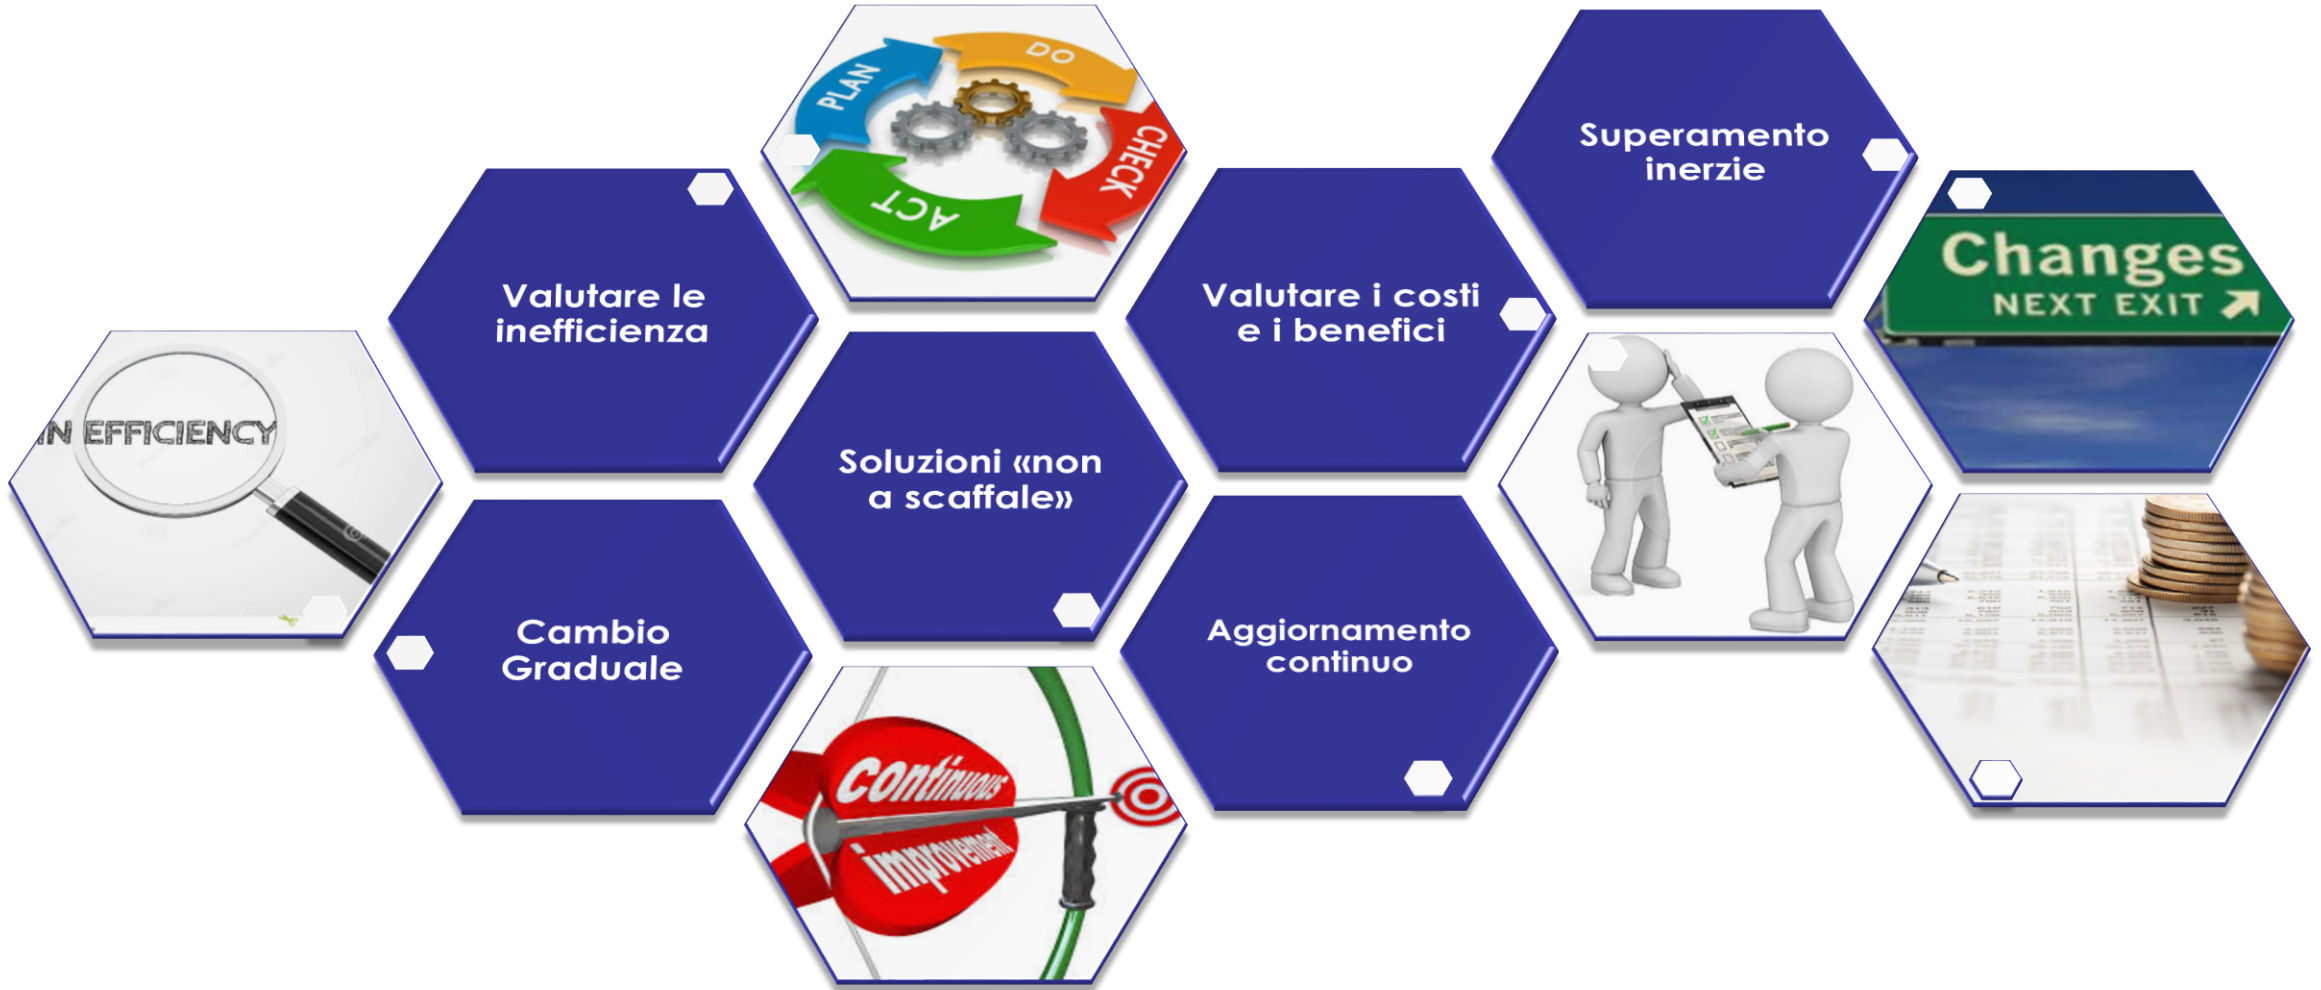 PLAN
DO
CHECK
ACT
Superamento
inerzie
Valutare le
inefficienza
Valutare i costi
e i benefici
Changes
NEXT EXIT
IN EFFICIENCY
Soluzioni «non
a scaffale»
Cambio
Graduale
Aggiornamento
continuo
continuous
improvement